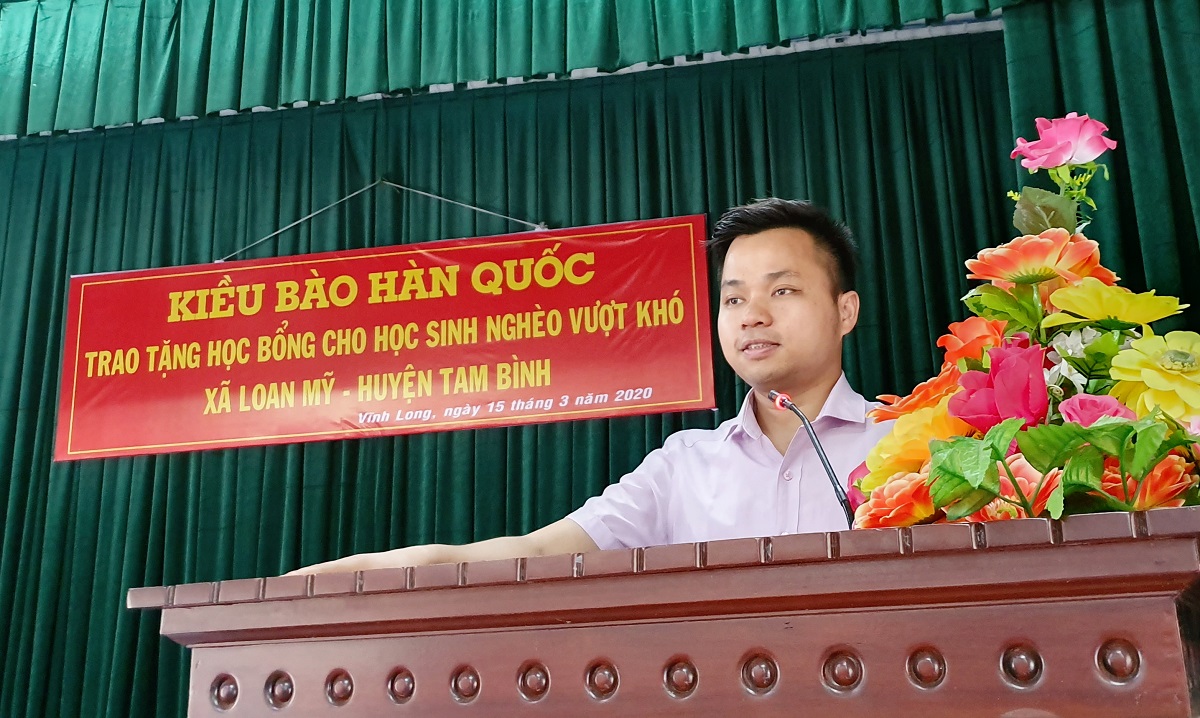 KIỀU BÀO HÀN QUỐC
TRAO TẶNG HỌC BỔNG CHO HỌC SINH NGHÈO VƯỢT KHÓ
XÃ LOAN MỸ - HUYỆN TAM BÌNH
Vĩnh Long, ngày 15 tháng 3 năm 2020